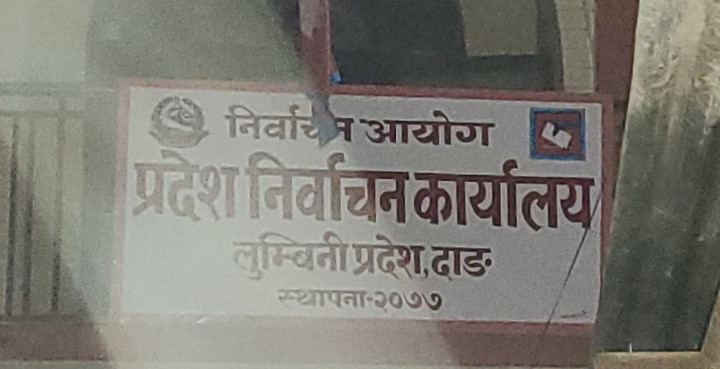 निर्वाचन आयोग
प्रदेश निर्वाचन कार्यालय
लुम्बिनी प्रदेश, दाङ
स्थापना-२०७७